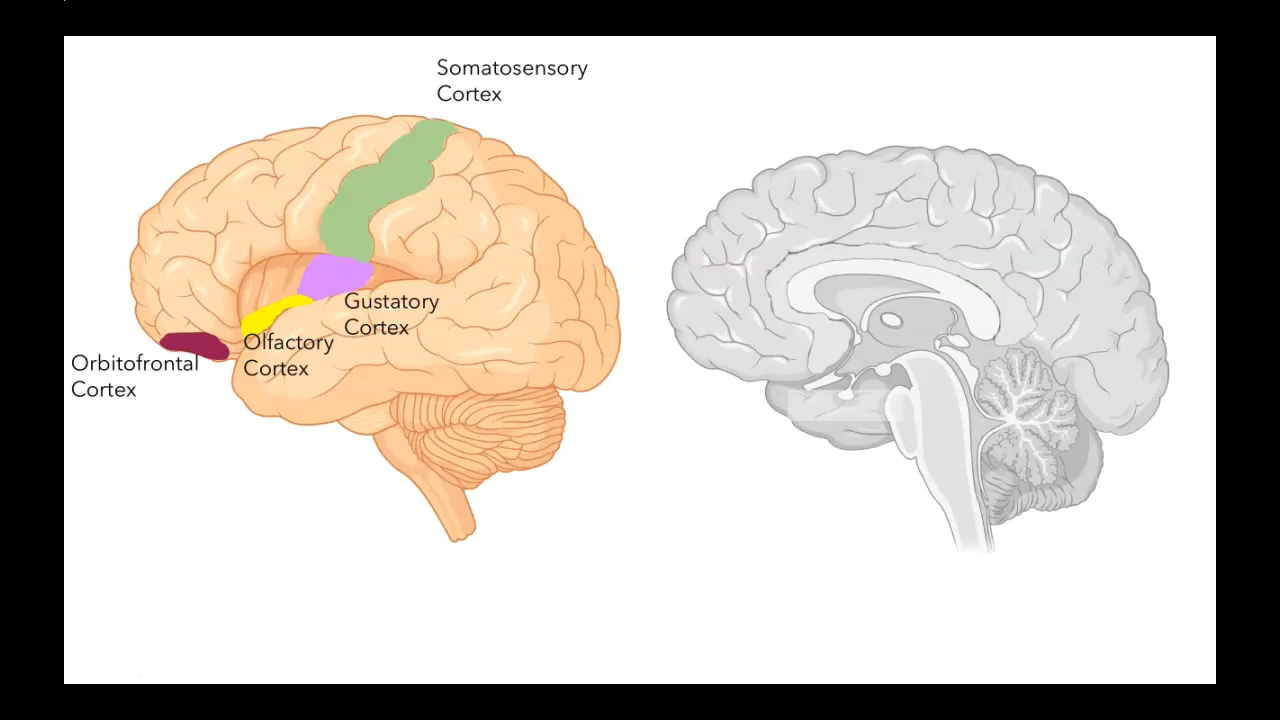 Somatosensory
Cortex
Gustatory
Cortex
Olfactory
Cortex
Orbitofrontal
Cortex